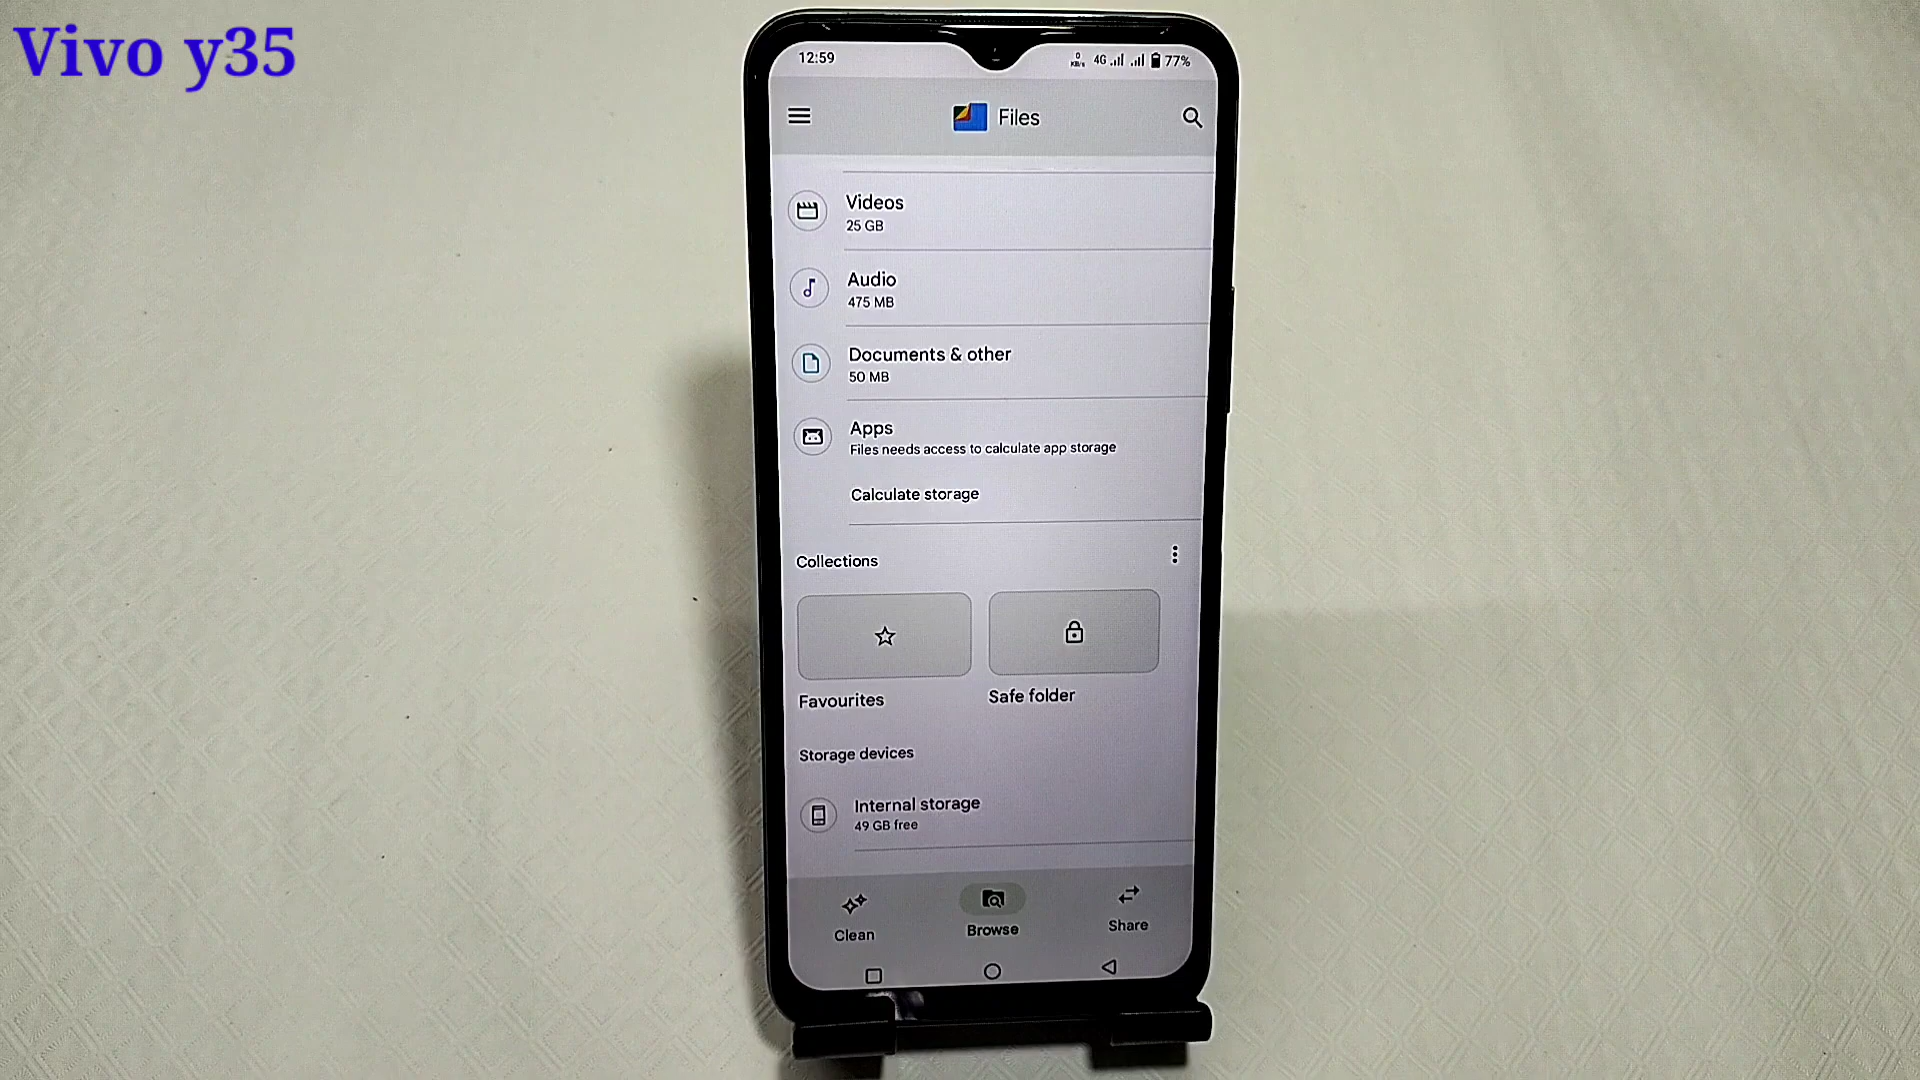 Vivo y35
12:59
0 KB/s 4G 77%
Files
Videos
25 GB
Audio
475 MB
Documents & other
50 MB
Apps
Files needs access to calculate app storage
Calculate storage
Collections
Favourites
Safe folder
Storage devices
Internal storage
49 GB free
Clean
Browse
Share